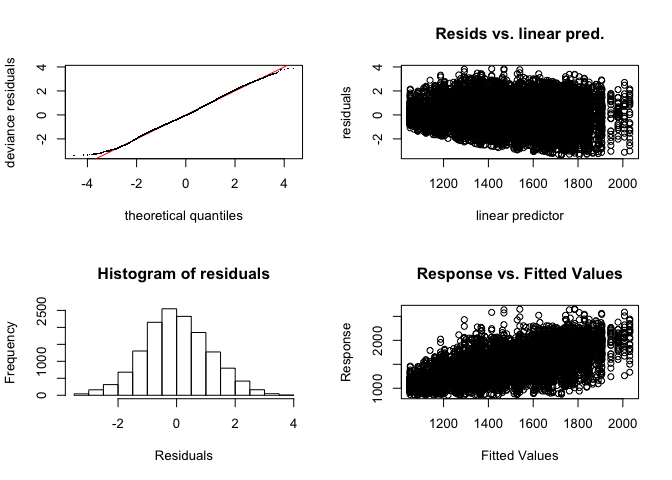 deviance residuals
-2 0 2 4
-4 -2 0 2 4
theoretical quantiles
Resids vs. linear pred.
residuals
-2 0 2 4
1200 1400 1600 1800 2000
linear predictor
Histogram of residuals
Frequency
0 1000 2500
-2 0 2 4
Residuals
Response vs. Fitted Values
Response
1000 2000
1200 1400 1600 1800 2000
Fitted Values